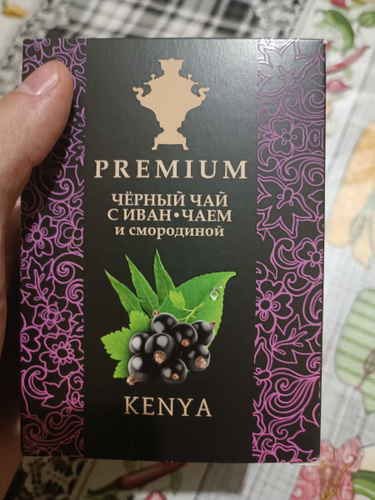 PREMIUM
ЧЁРНЫЙ ЧАЙ
С ИВАН•ЧАЕМ
и смородиной
KENYA